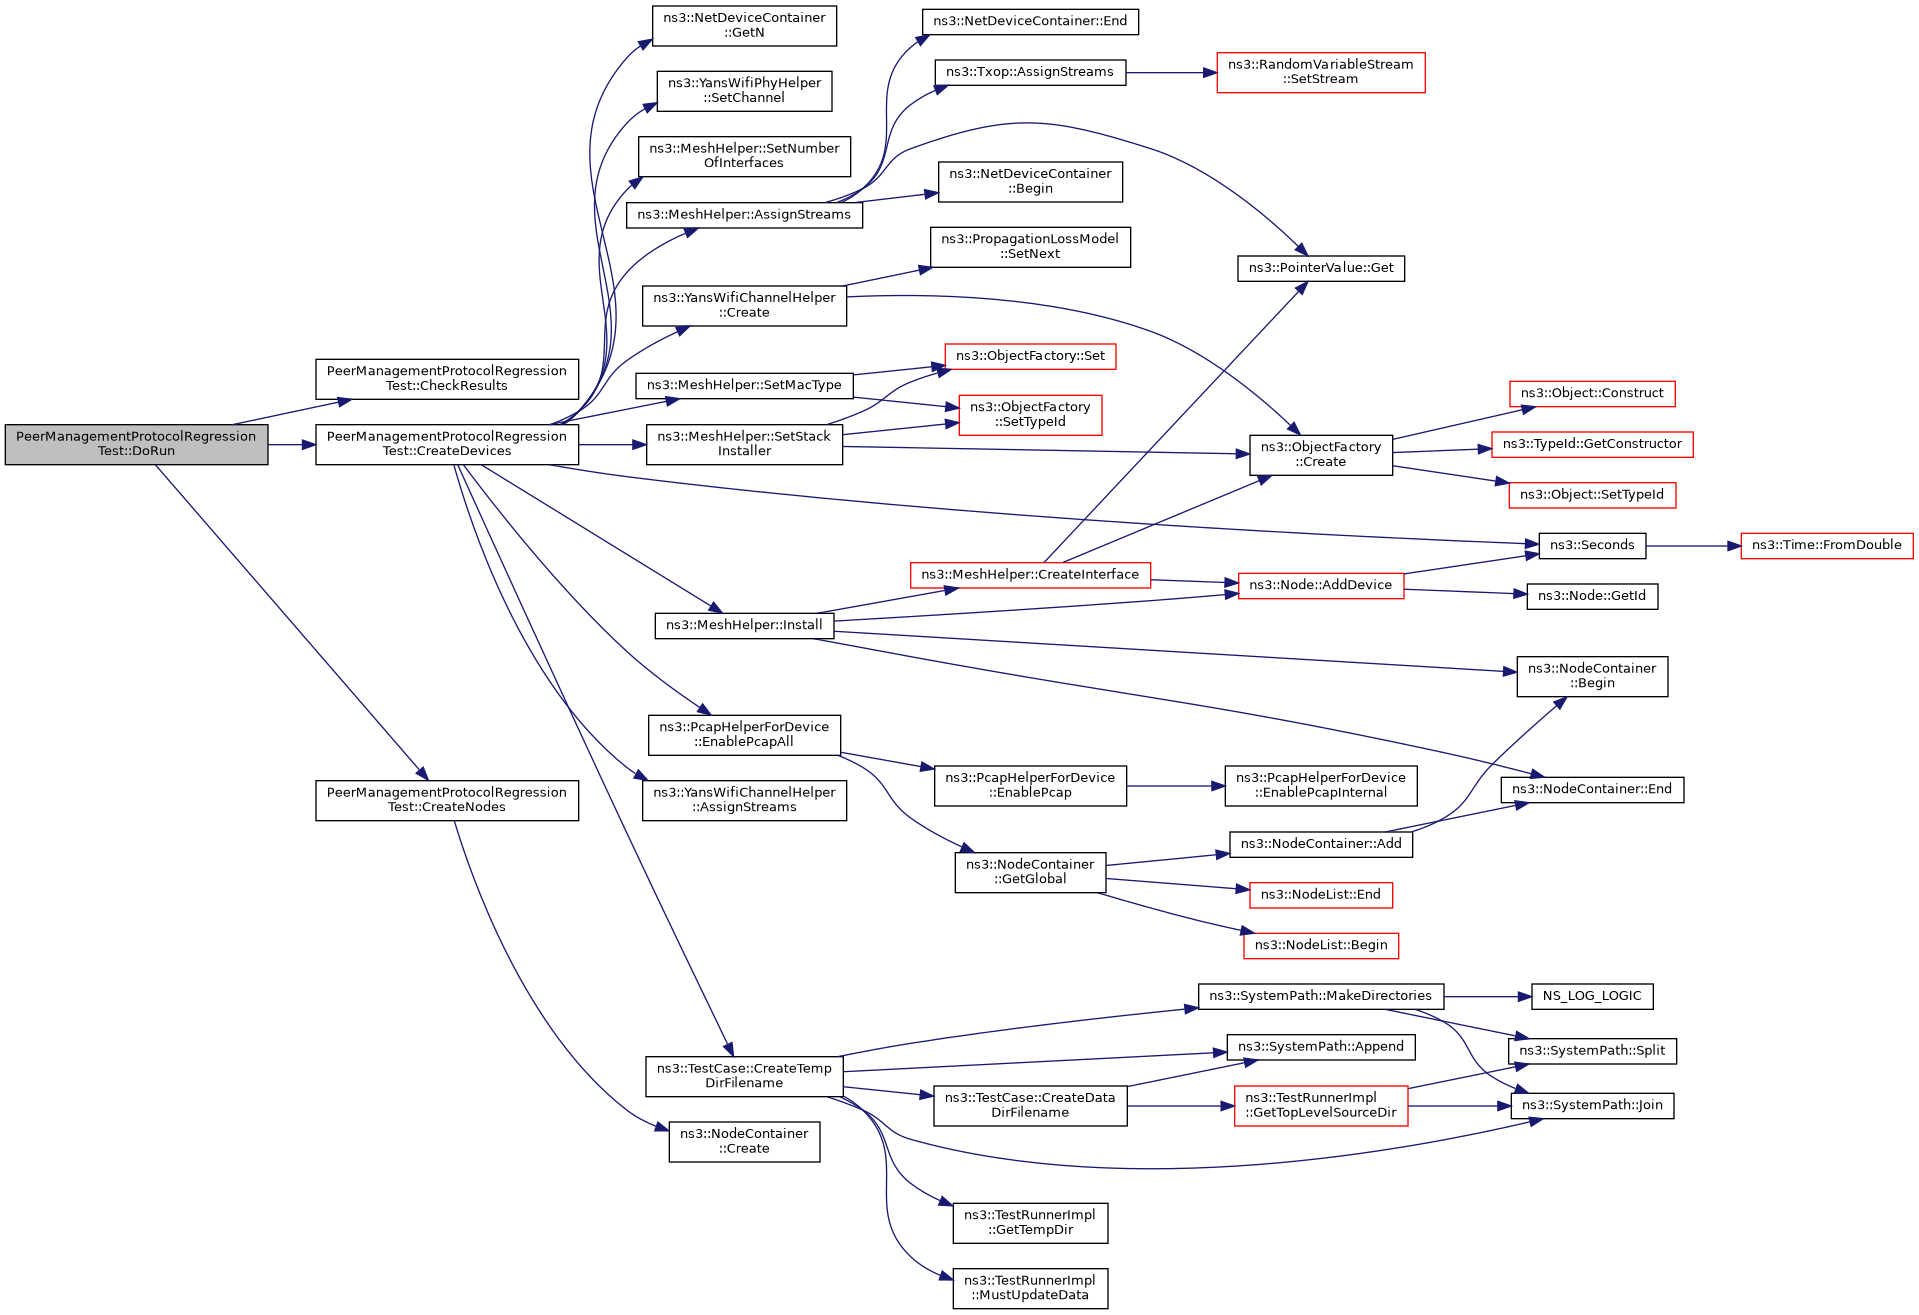 PeerManagementProtocolRegression
Test::DoRun
PeerManagementProtocolRegression
Test::CheckResults
PeerManagementProtocolRegression
Test::CreateDevices
PeerManagementProtocolRegression
Test::CreateNodes
ns3::NetDeviceContainer
::GetN
ns3::YansWifiPhyHelper
::SetChannel
ns3::MeshHelper::SetNumber
OfInterfaces
ns3::MeshHelper::AssignStreams
ns3::YansWifiChannelHelper
::Create
ns3::MeshHelper::SetMacType
ns3::MeshHelper::SetStack
Installer
ns3::MeshHelper::Install
ns3::PcapHelperForDevice
::EnablePcapAll
ns3::YansWifiChannelHelper
::AssignStreams
ns3::TestCase::CreateTemp
DirFilename
ns3::NodeContainer
::Create
ns3::NetDeviceContainer::End
ns3::Txop::AssignStreams
ns3::NetDeviceContainer
::Begin
ns3::PropagationLossModel
::SetNext
ns3::ObjectFactory::Set
ns3::ObjectFactory
::SetTypeId
ns3::MeshHelper::CreateInterface
ns3::PcapHelperForDevice
::EnablePcap
ns3::NodeContainer
::GetGlobal
ns3::TestCase::CreateData
DirFilename
ns3::TestRunnerImpl
::GetTempDir
ns3::TestRunnerImpl
::MustUpdateData
ns3::RandomVariableStream
::SetStream
ns3::PointerValue::Get
ns3::ObjectFactory
::Create
ns3::Node::AddDevice
ns3::PcapHelperForDevice
::EnablePcapInternal
ns3::NodeContainer::Add
ns3::NodeList::End
ns3::NodeList::Begin
ns3::SystemPath::MakeDirectories
ns3::SystemPath::Append
ns3::TestRunnerImpl
::GetTopLevelSourceDir
ns3::Object::Construct
ns3::TypeId::GetConstructor
ns3::Object::SetTypeId
ns3::Seconds
ns3::Node::GetId
ns3::NodeContainer
::Begin
ns3::NodeContainer::End
NS_LOG_LOGIC
ns3::SystemPath::Split
ns3::SystemPath::Join
ns3::Time::FromDouble